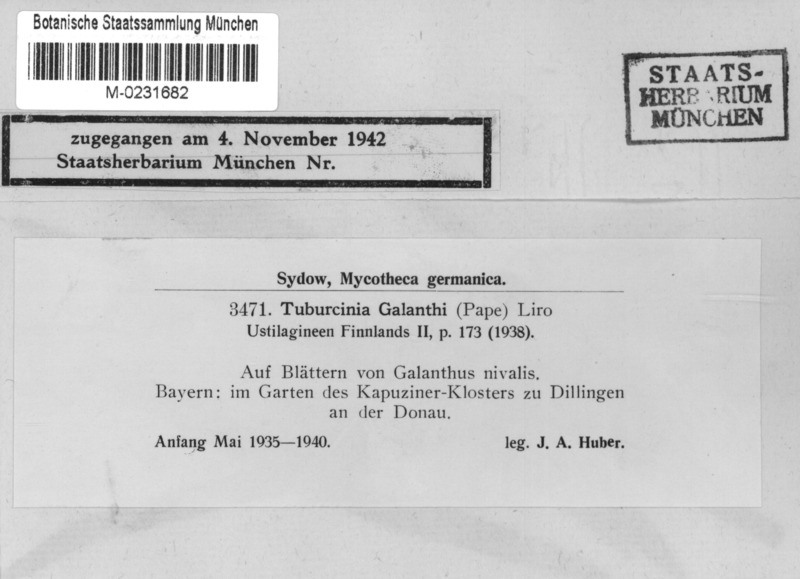 Botanische Staatssammlung München
M-0231682
STAATS-
HERBARIUM
MÜNCHEN
zugegangen am 4. November 1942
Staatsherbarium München Nr.
Sydow, Mycotheca germanica.
3471. Tuburcinia Galanthi (Pape) Liro
Ustilagineen Finnlands II, p. 173 (1938).
Auf Blättern von Galanthus nivalis.
Bayern: im Garten des Kapuziner-Klosters zu Dillingen
an der Donau.
Anfang Mai 1935—1940. leg. J. A. Huber.